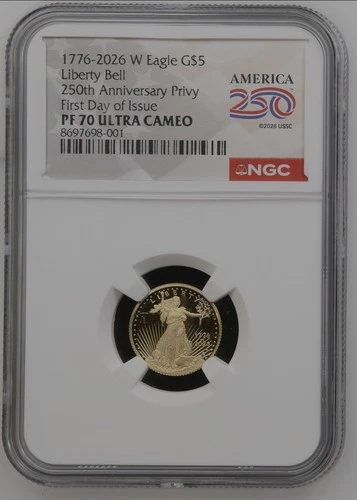 1776-2026 W Eagle G$5
Liberty Bell
250th Anniversary Privy
First Day of Issue
PF 70 ULTRA CAMEO
8697698-001
AMERICA
250
©2026 USSC
NGC
LIBERTY